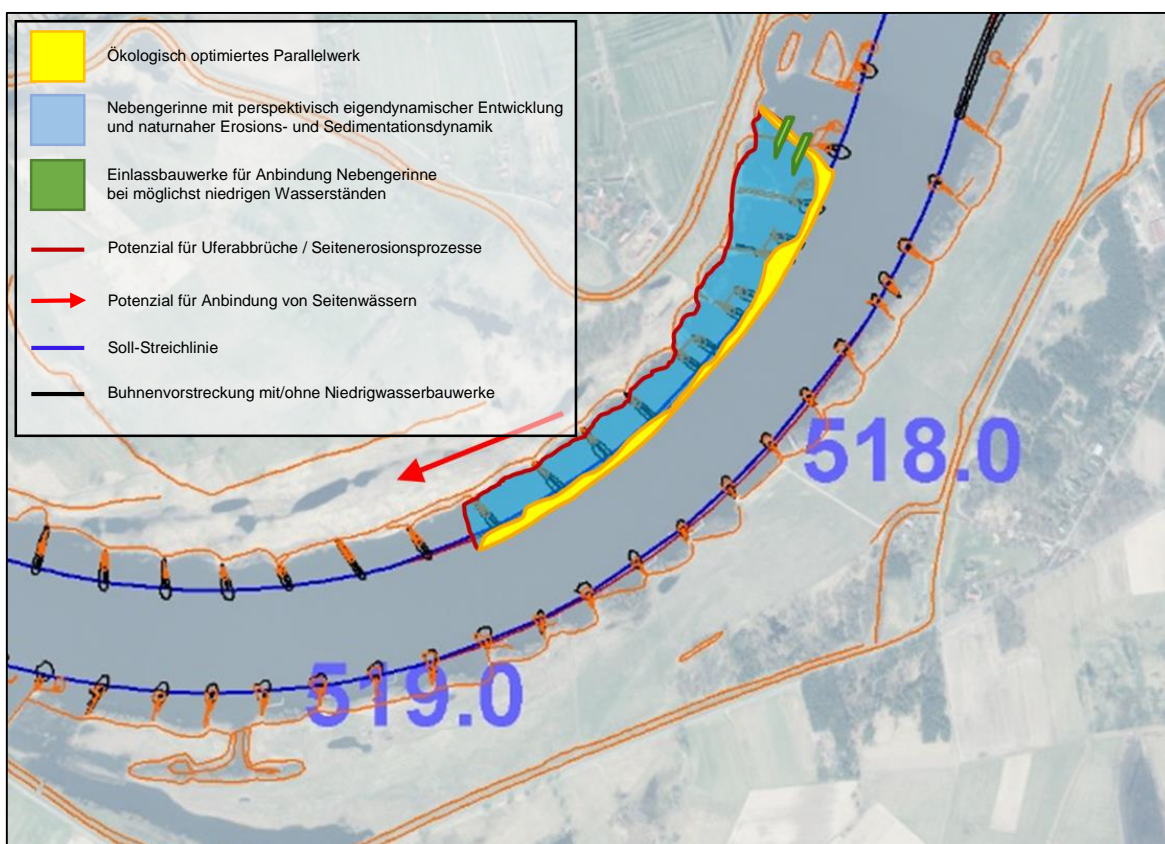 Ökologisch optimiertes Parallelwerk
Nebengerinne mit perspektivisch eigendynamischer Entwicklung
und naturnaher Erosions- und Sedimentationsdynamik
Einlassbauwerke für Anbindung Nebengerinne
bei möglichst niedrigen Wasserständen
Potenzial für Uferabbrüche / Seitenerosionsprozesse
Potenzial für Anbindung von Seitenwässern
Soll-Streichlinie
Buhnenvorstreckung mit/ohne Niedrigwasserbauwerke
518.0
519.0